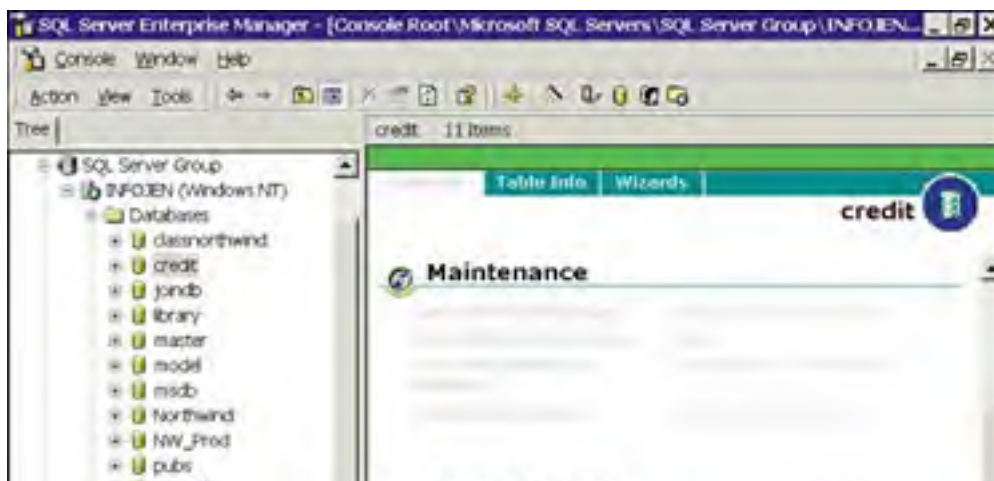 SQL Server Enterprise Manager - [Console Root\Microsoft SQL Servers\SQL Server Group\INFOJEN...
Console Window Help
Action View Tools
Tree
credit 11 Items
SQL Server Group
INFOJEN (Windows NT)
Databases
classnorthwind
credit
joindb
library
master
model
msdb
Northwind
NW_Prod
pubs
Table Info Wizards
credit
Maintenance